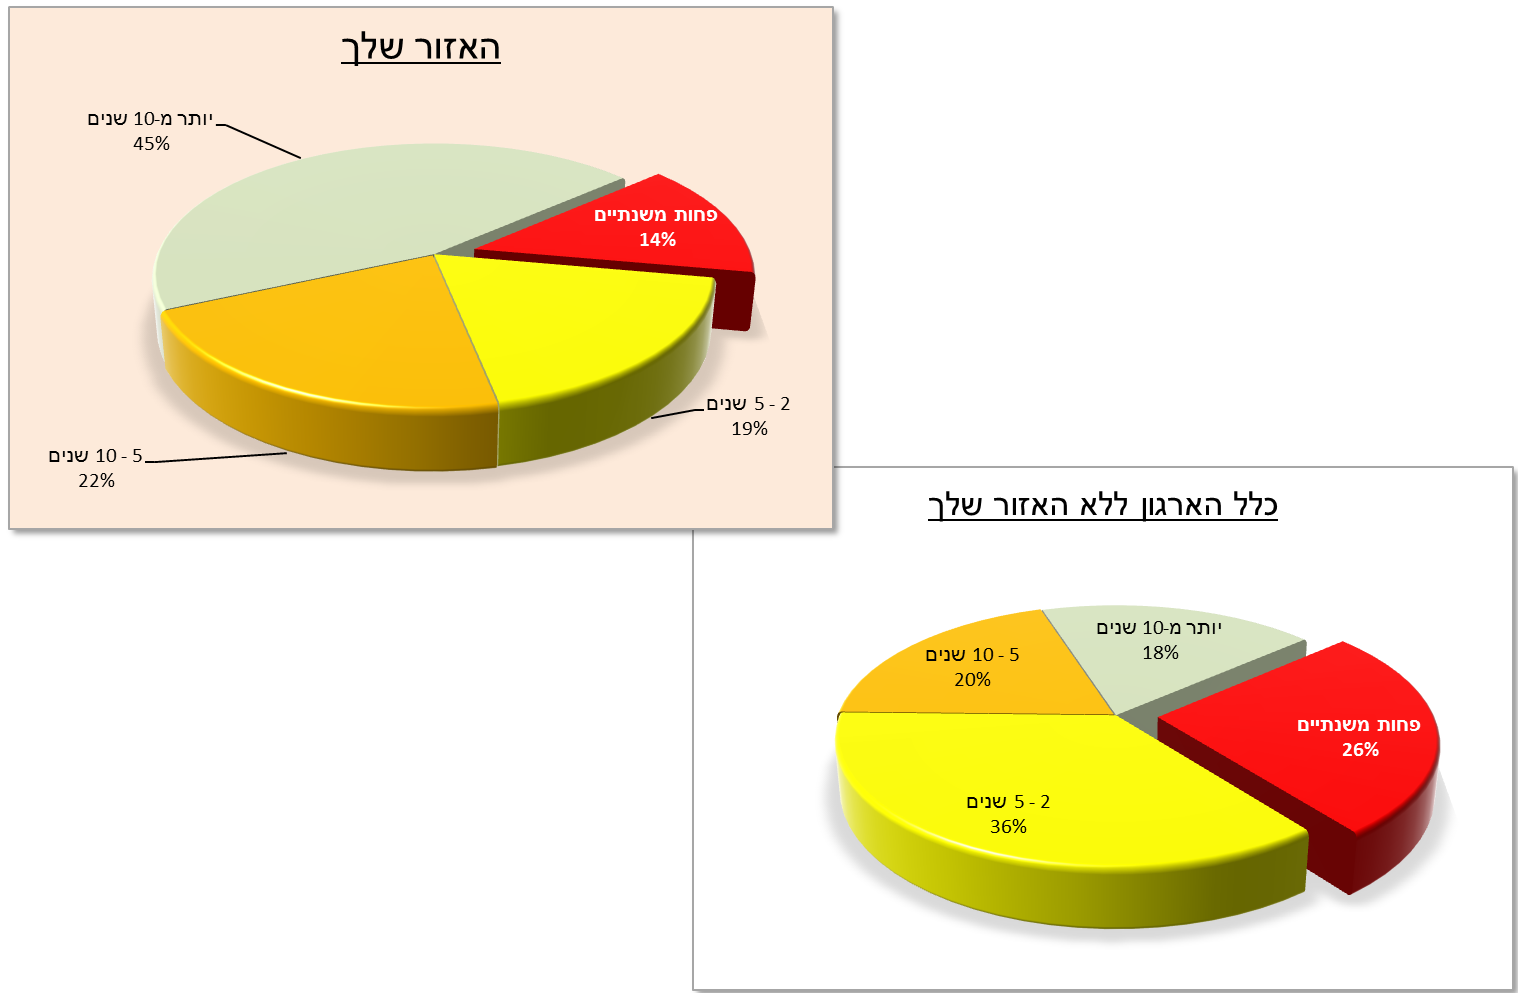 האזור שלך
יותר מ-10 שנים
45%
פחות משנתיים
14%
2 - 5 שנים
19%
5 - 10 שנים
22%
כלל הארגון ללא האזור שלך
יותר מ-10 שנים
18%
5 - 10 שנים
20%
פחות משנתיים
26%
2 - 5 שנים
36%